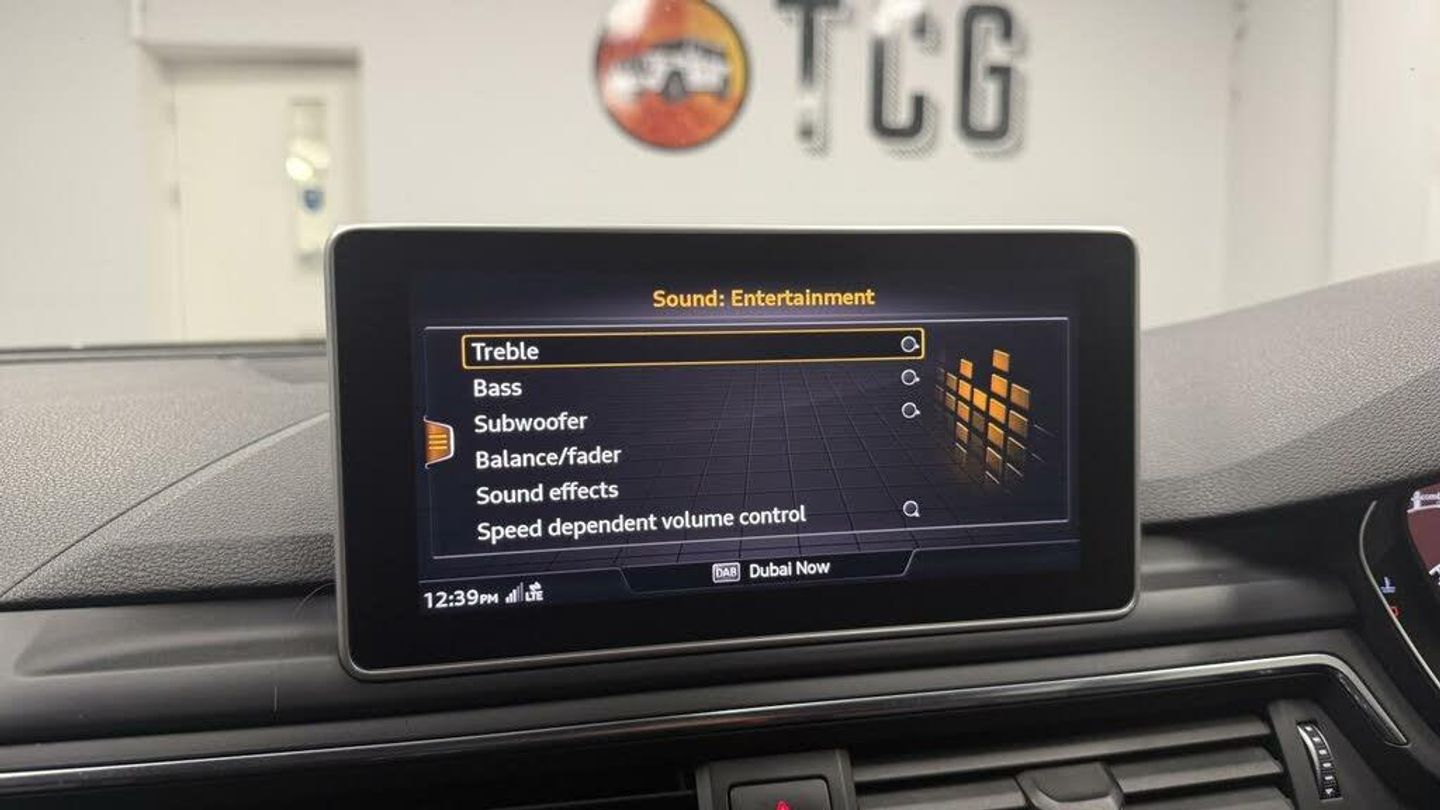 TCG
Sound: Entertainment
Treble
Bass
Subwoofer
Balance/fader
Sound effects
Speed dependent volume control
DAB Dubai Now
12:39PM LTE